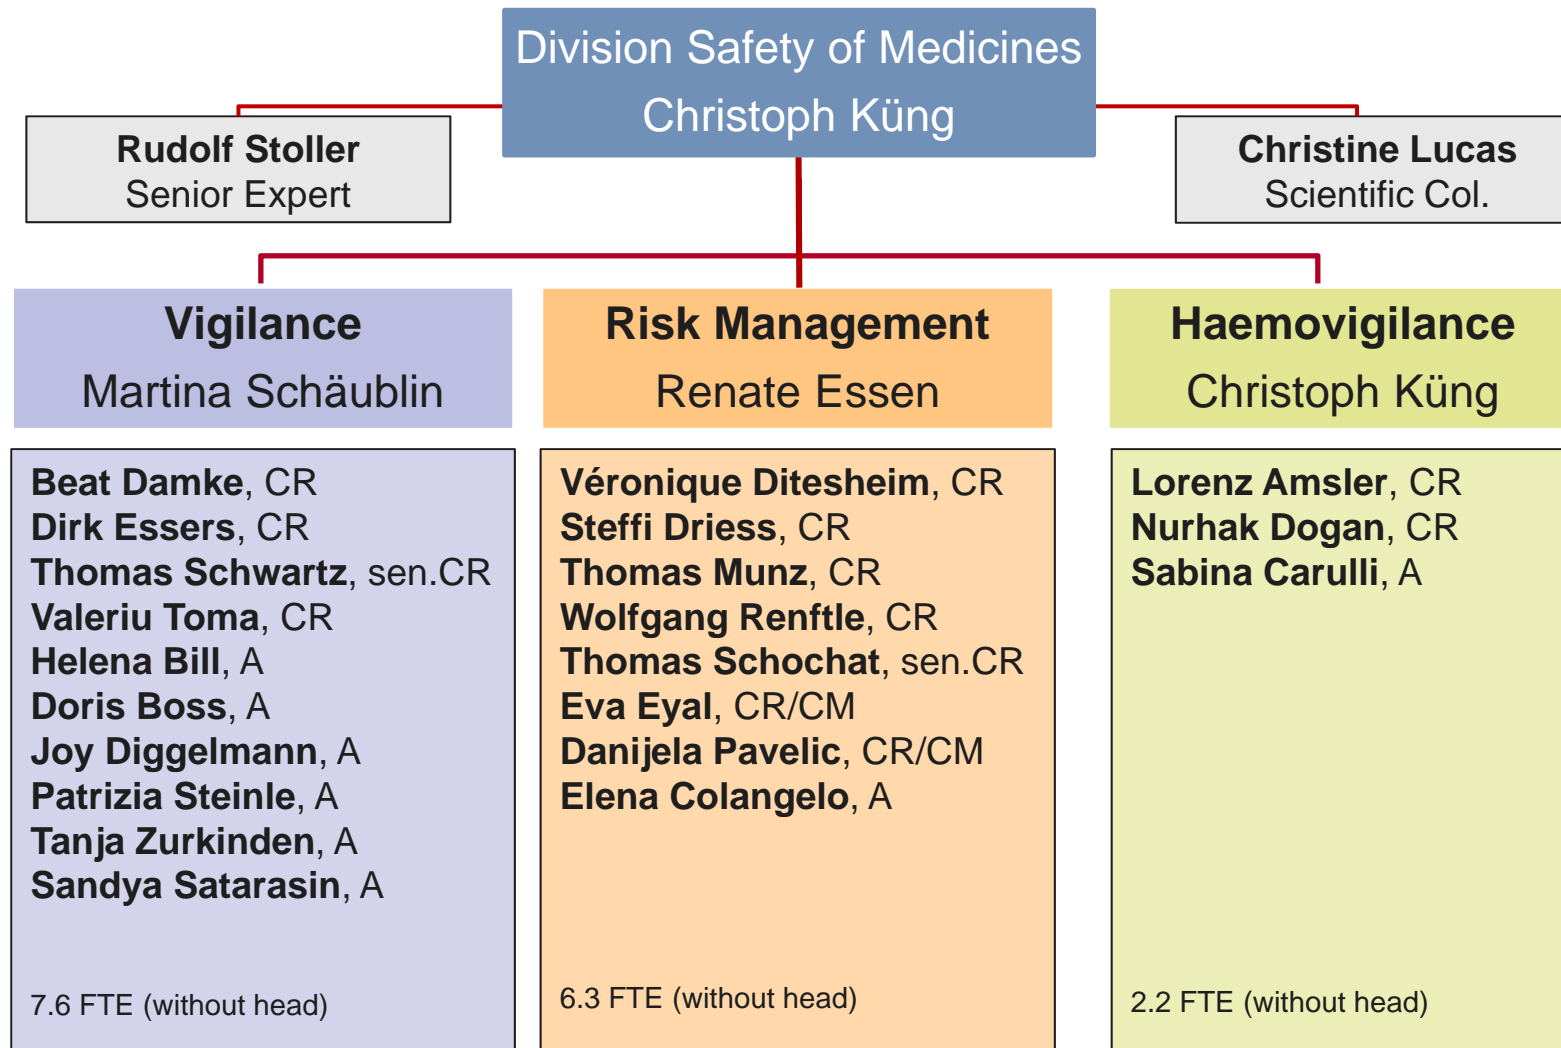 Division Safety of Medicines
Christoph Küng
Rudolf Stoller
Senior Expert
Christine Lucas
Scientific Col.
Vigilance
Martina Schäublin
Risk Management
Renate Essen
Haemovigilance
Christoph Küng
Beat Damke, CR
Dirk Essers, CR
Thomas Schwartz, sen.CR
Valeriu Toma, CR
Helena Bill, A
Doris Boss, A
Joy Diggelmann, A
Patrizia Steinle, A
Tanja Zurkinden, A
Sandya Satarasin, A
7.6 FTE (without head)
Véronique Ditesheim, CR
Steffi Driess, CR
Thomas Munz, CR
Wolfgang Renftle, CR
Thomas Schochat, sen.CR
Eva Eyal, CR/CM
Danijela Pavelic, CR/CM
Elena Colangelo, A
6.3 FTE (without head)
Lorenz Amsler, CR
Nurhak Dogan, CR
Sabina Carulli, A
2.2 FTE (without head)